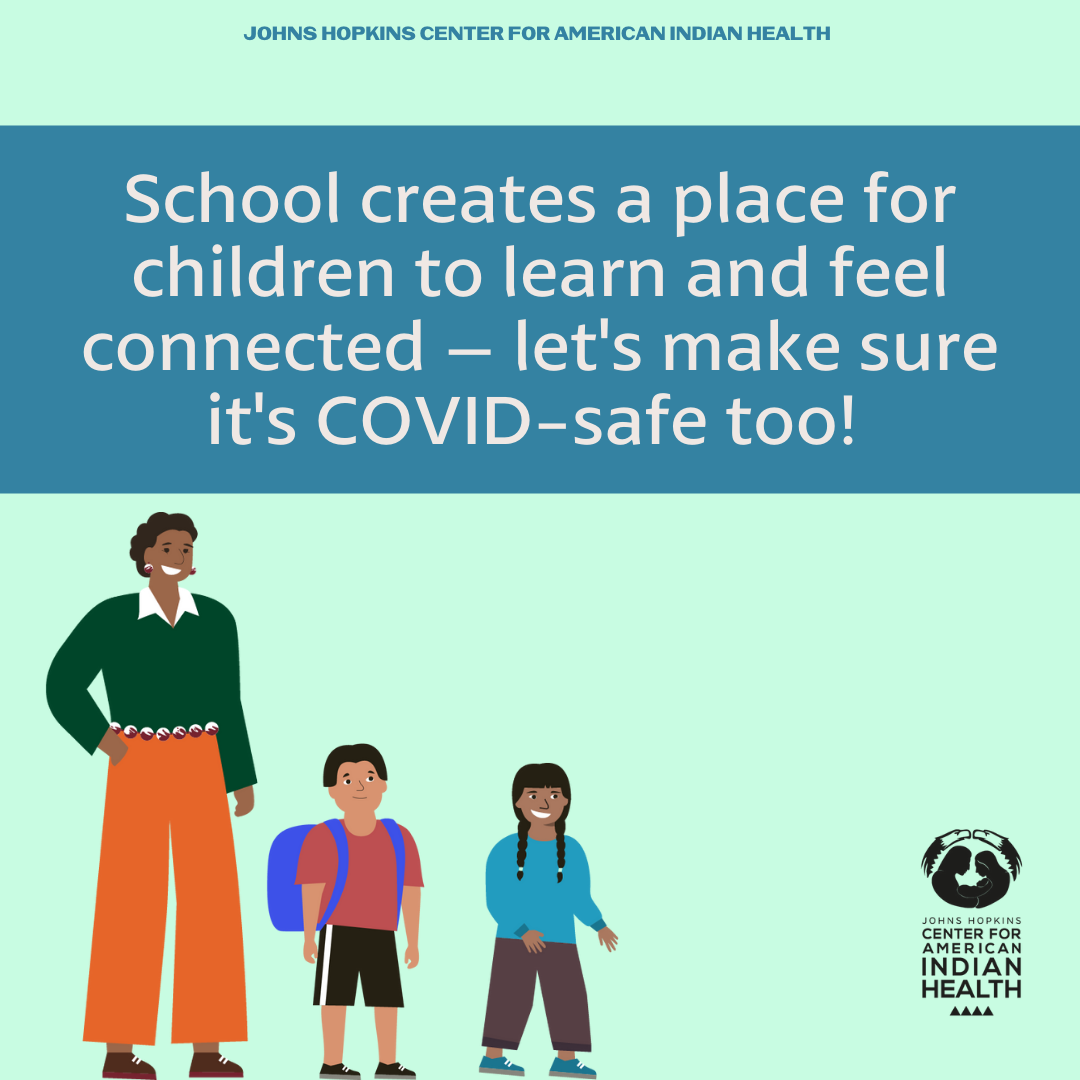 JOHNS HOPKINS CENTER FOR AMERICAN INDIAN HEALTH
School creates a place for
children to learn and feel
connected – let's make sure
it's COVID-safe too!
JOHNS HOPKINS
CENTER FOR
AMERICAN
INDIAN
HEALTH